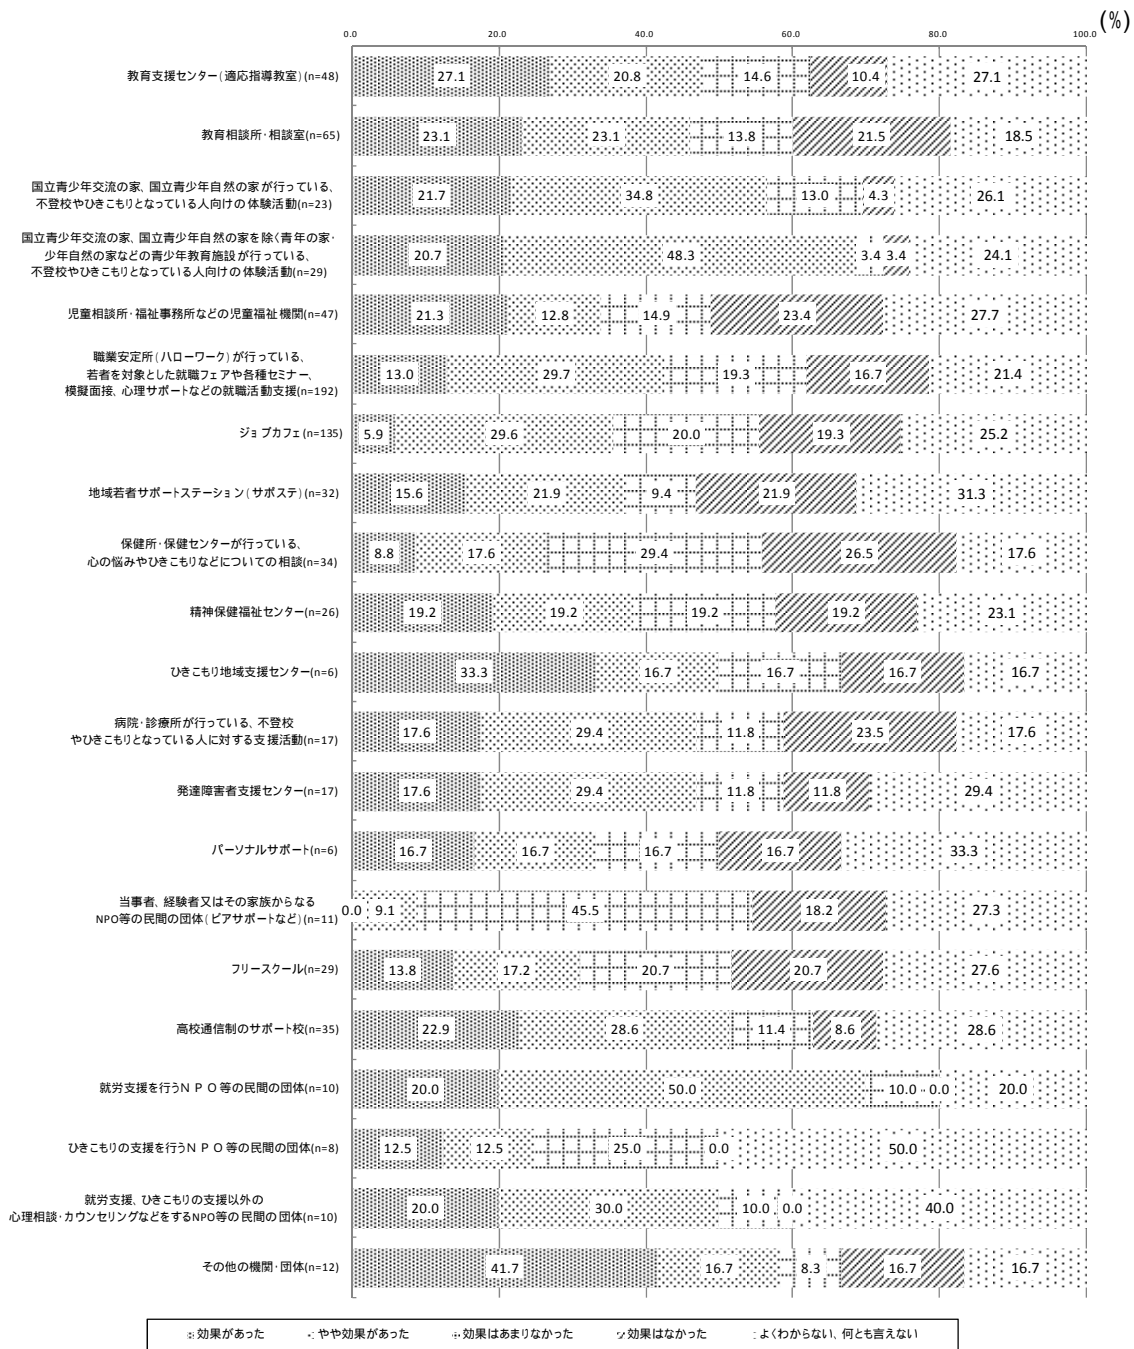 (%)
0.0 20.0 40.0 60.0 80.0 100.0
教育支援センター(適応指導教室)(n=48)
27.1 20.8 14.6 10.4 27.1
教育相談所・相談室(n=65)
23.1 23.1 13.8 21.5 18.5
国立青少年交流の家、国立青少年自然の家が行っている、
不登校やひきこもりとなっている人向けの体験活動(n=23)
21.7 34.8 13.0 4.3 26.1
国立青少年交流の家、国立青少年自然の家を除く青年の家・
少年自然の家などの青少年教育施設が行っている、
不登校やひきこもりとなっている人向けの体験活動(n=29)
20.7 48.3 3.4 3.4 24.1
児童相談所・福祉事務所などの児童福祉機関(n=47)
21.3 12.8 14.9 23.4 27.7
職業安定所(ハローワーク)が行っている、
若者を対象とした就職フェアや各種セミナー、
模擬面接、心理サポートなどの就職活動支援(n=192)
13.0 29.7 19.3 16.7 21.4
ジョブカフェ(n=135)
5.9 29.6 20.0 19.3 25.2
地域若者サポートステーション(サポステ)(n=32)
15.6 21.9 9.4 21.9 31.3
保健所・保健センターが行っている、
心の悩みやひきこもりなどについての相談(n=34)
8.8 17.6 29.4 26.5 17.6
精神保健福祉センター(n=26)
19.2 19.2 19.2 19.2 23.1
ひきこもり地域支援センター(n=6)
33.3 16.7 16.7 16.7 16.7
病院・診療所が行っている、不登校
やひきこもりとなっている人に対する支援活動(n=17)
17.6 29.4 11.8 23.5 17.6
発達障害者支援センター(n=17)
17.6 29.4 11.8 11.8 29.4
パーソナルサポート(n=6)
16.7 16.7 16.7 16.7 33.3
当事者、経験者又はその家族からなる
NPO等の民間の団体(ピアサポートなど)(n=11)
0.0 9.1 45.5 18.2 27.3
フリースクール(n=29)
13.8 17.2 20.7 20.7 27.6
高校通信制のサポート校(n=35)
22.9 28.6 11.4 8.6 28.6
就労支援を行うNPO等の民間の団体(n=10)
20.0 50.0 10.0 0.0 20.0
ひきこもりの支援を行うNPO等の民間の団体(n=8)
12.5 12.5 25.0 0.0 50.0
就労支援、ひきこもりの支援以外の
心理相談・カウンセリングなどをするNPO等の民間の団体(n=10)
20.0 30.0 10.0 0.0 40.0
その他の機関・団体(n=12)
41.7 16.7 8.3 16.7 16.7
効果があった やや効果があった 効果はあまりなかった 効果はなかった よくわからない、何とも言えない